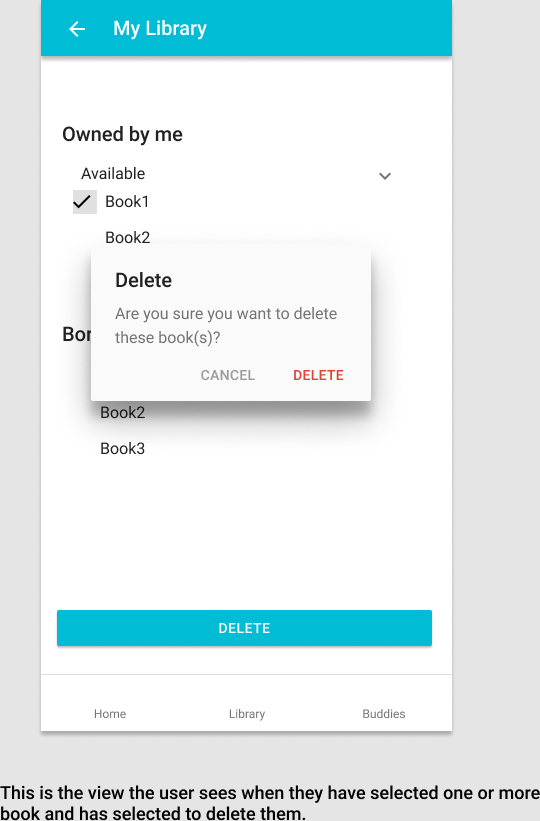 My Library
Owned by me
Available
Book1
Book2
Delete
Are you sure you want to delete
these book(s)?
CANCEL DELETE
Book2
Book3
DELETE
Home Library Buddies
This is the view the user sees when they have selected one or more
book and has selected to delete them.